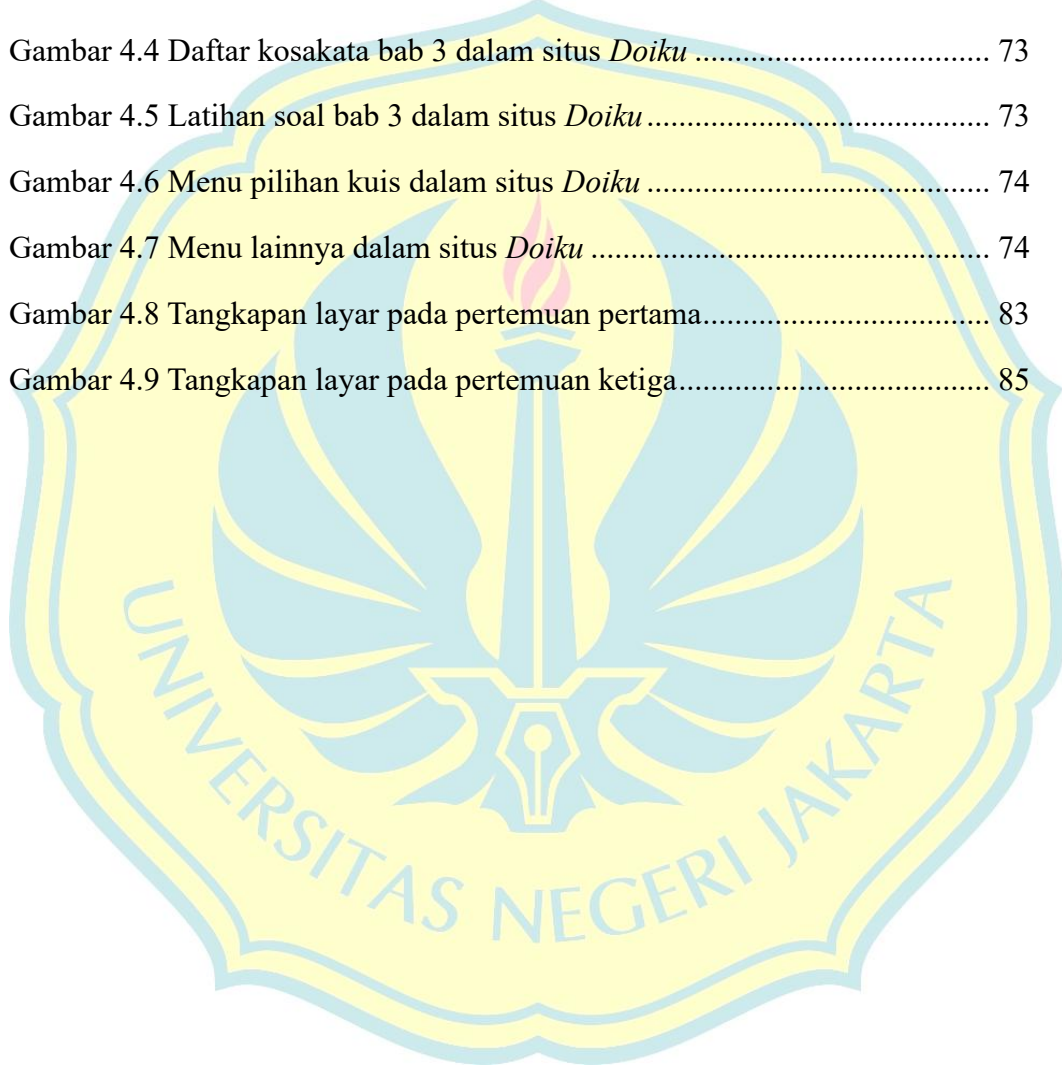 Gambar 4.4 Daftar kosakata bab 3 dalam situs Doiku .................................... 73
Gambar 4.5 Latihan soal bab 3 dalam situs Doiku .......................................... 73
Gambar 4.6 Menu pilihan kuis dalam situs Doiku .......................................... 74
Gambar 4.7 Menu lainnya dalam situs Doiku ................................................. 74
Gambar 4.8 Tangkapan layar pada pertemuan pertama ................................... 83
Gambar 4.9 Tangkapan layar pada pertemuan ketiga ...................................... 85
UNIVERSITAS NEGERI JAKARTA